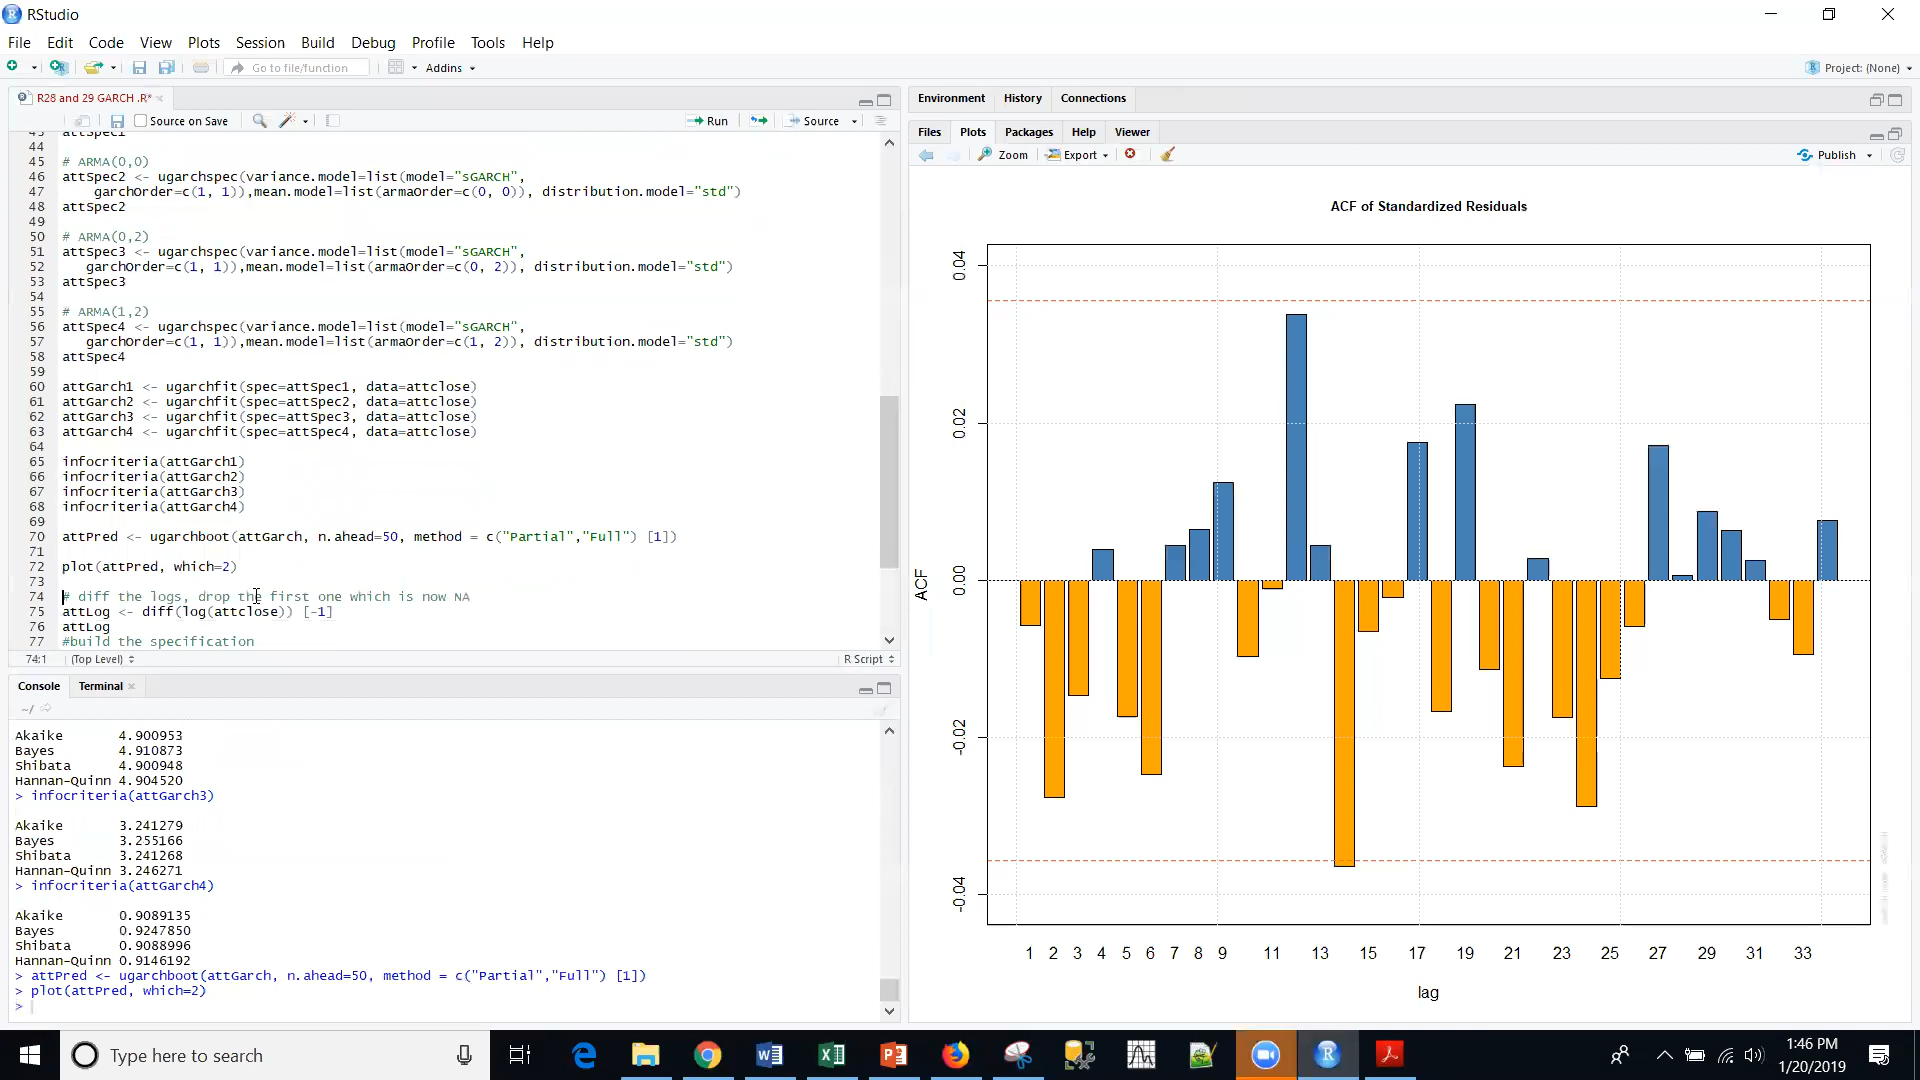 RStudio
File Edit Code View Plots Session Build Debug Profile Tools Help
Go to file/function Addins Project: (None)
R28 and 29 GARCH .R*
Source on Save Run Source
43 attSpec1
44
45 # ARMA(0,0)
46 attSpec2 <- ugarchspec(variance.model=list(model="sGARCH",
47 garchOrder=c(1, 1)),mean.model=list(armaOrder=c(0, 0)), distribution.model="std")
48 attSpec2
49
50 # ARMA(0,2)
51 attSpec3 <- ugarchspec(variance.model=list(model="sGARCH",
52 garchOrder=c(1, 1)),mean.model=list(armaOrder=c(0, 2)), distribution.model="std")
53 attSpec3
54
55 # ARMA(1,2)
56 attSpec4 <- ugarchspec(variance.model=list(model="sGARCH",
57 garchOrder=c(1, 1)),mean.model=list(armaOrder=c(1, 2)), distribution.model="std")
58 attSpec4
59
60 attGarch1 <- ugarchfit(spec=attSpec1, data=attclose)
61 attGarch2 <- ugarchfit(spec=attSpec2, data=attclose)
62 attGarch3 <- ugarchfit(spec=attSpec3, data=attclose)
63 attGarch4 <- ugarchfit(spec=attSpec4, data=attclose)
64
65 infocriteria(attGarch1)
66 infocriteria(attGarch2)
67 infocriteria(attGarch3)
68 infocriteria(attGarch4)
69
70 attPred <- ugarchboot(attGarch, n.ahead=50, method = c("Partial","Full") [1])
71
72 plot(attPred, which=2)
73
74 # diff the logs, drop the first one which is now NA
75 attLog <- diff(log(attclose)) [-1]
76 attLog
77 #build the specification
74:1 (Top Level) R Script
Console Terminal
~/
Akaike 4.900953
Bayes 4.910873
Shibata 4.900948
Hannan-Quinn 4.904520
> infocriteria(attGarch3)
Akaike 3.241279
Bayes 3.255166
Shibata 3.241268
Hannan-Quinn 3.246271
> infocriteria(attGarch4)
Akaike 0.9089135
Bayes 0.9247850
Shibata 0.9088996
Hannan-Quinn 0.9146192
> attPred <- ugarchboot(attGarch, n.ahead=50, method = c("Partial","Full") [1])
> plot(attPred, which=2)
>
Environment History Connections
Files Plots Packages Help Viewer
Zoom Export Publish
ACF of Standardized Residuals
0.04
0.02
0.00
-0.02
-0.04
ACF
1 2 3 4 5 6 7 8 9 11 13 15 17 19 21 23 25 27 29 31 33
lag
Type here to search
1:46 PM
1/20/2019